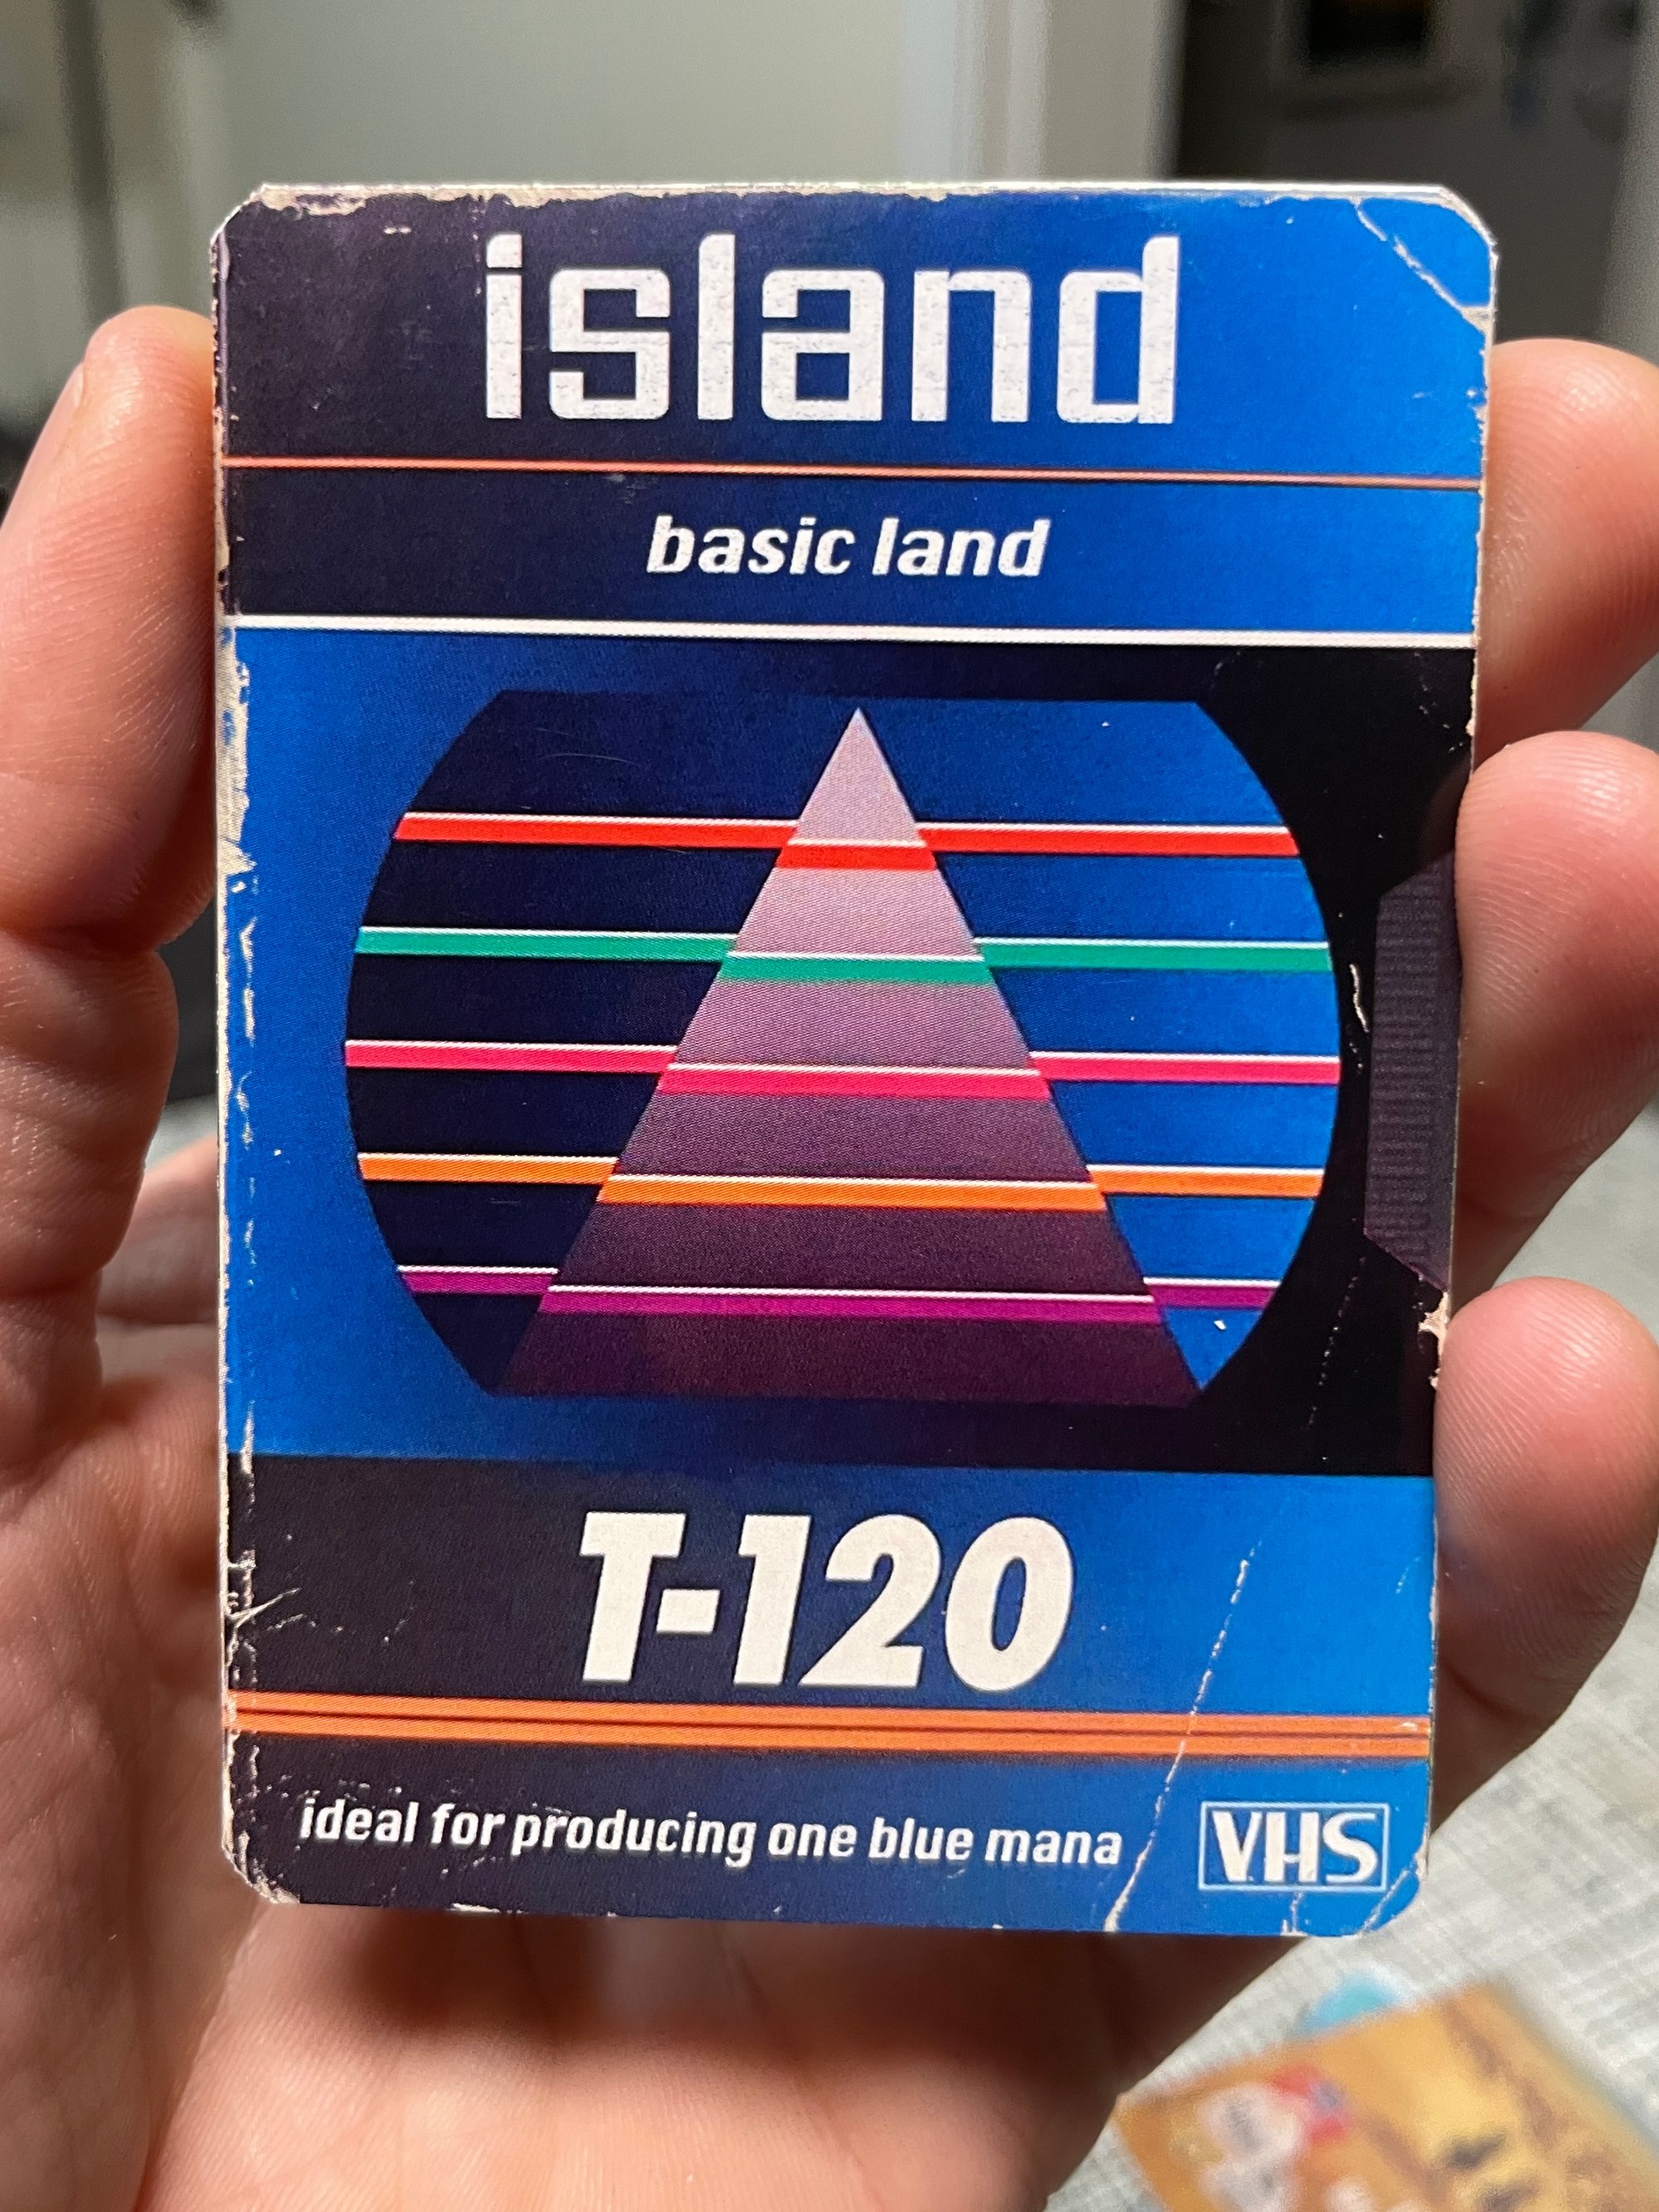 island
basic land
T-120
ideal for producing one blue mana
VHS